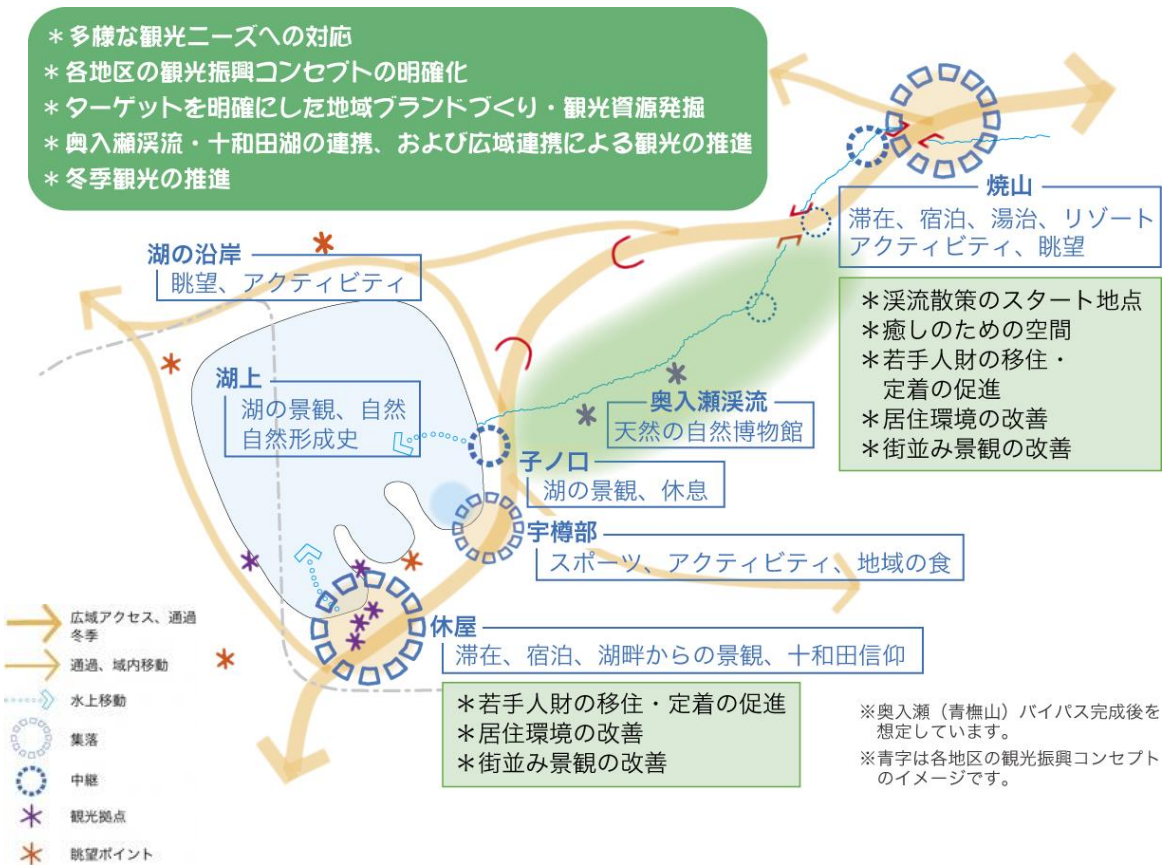 ＊多様な観光ニーズへの対応
＊各地区の観光振興コンセプトの明確化
＊ターゲットを明確にした地域ブランドづくり・観光資源発掘
＊奥入瀬渓流・十和田湖の連携、および広域連携による観光の推進
＊冬季観光の推進
焼山
滞在、宿泊、湯治、リゾート
アクティビティ、眺望
＊渓流散策のスタート地点
＊癒しのための空間
＊若手人財の移住・
定着の促進
＊居住環境の改善
＊街並み景観の改善
湖の沿岸
眺望、アクティビティ
湖上
湖の景観、自然
自然形成史
奥入瀬渓流
天然の自然博物館
子ノ口
湖の景観、休息
宇樽部
スポーツ、アクティビティ、地域の食
休屋
滞在、宿泊、湖畔からの景観、十和田信仰
＊若手人財の移住・定着の促進
＊居住環境の改善
＊街並み景観の改善
広域アクセス、通過
冬季
通過、域内移動
水上移動
集落
中継
観光拠点
眺望ポイント
※奥入瀬（青橅山）バイパス完成後を
想定しています。
※青字は各地区の観光振興コンセプト
のイメージです。